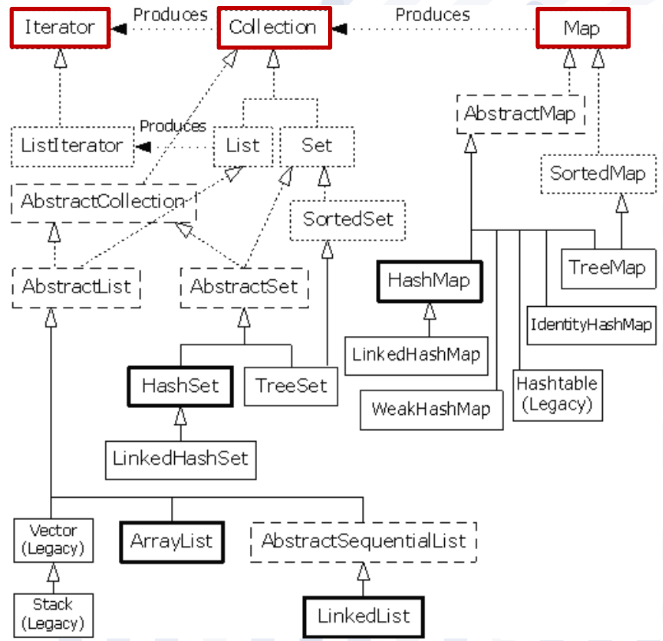 Iterator
Produces
Collection
Produces
Map
AbstractMap
ListIterator
Produces
List
Set
SortedMap
AbstractCollection
SortedSet
AbstractList
AbstractSet
HashMap
TreeMap
IdentityHashMap
LinkedHashMap
HashSet
TreeSet
WeakHashMap
Hashtable
(Legacy)
LinkedHashSet
Vector
(Legacy)
ArrayList
AbstractSequentialList
Stack
(Legacy)
LinkedList